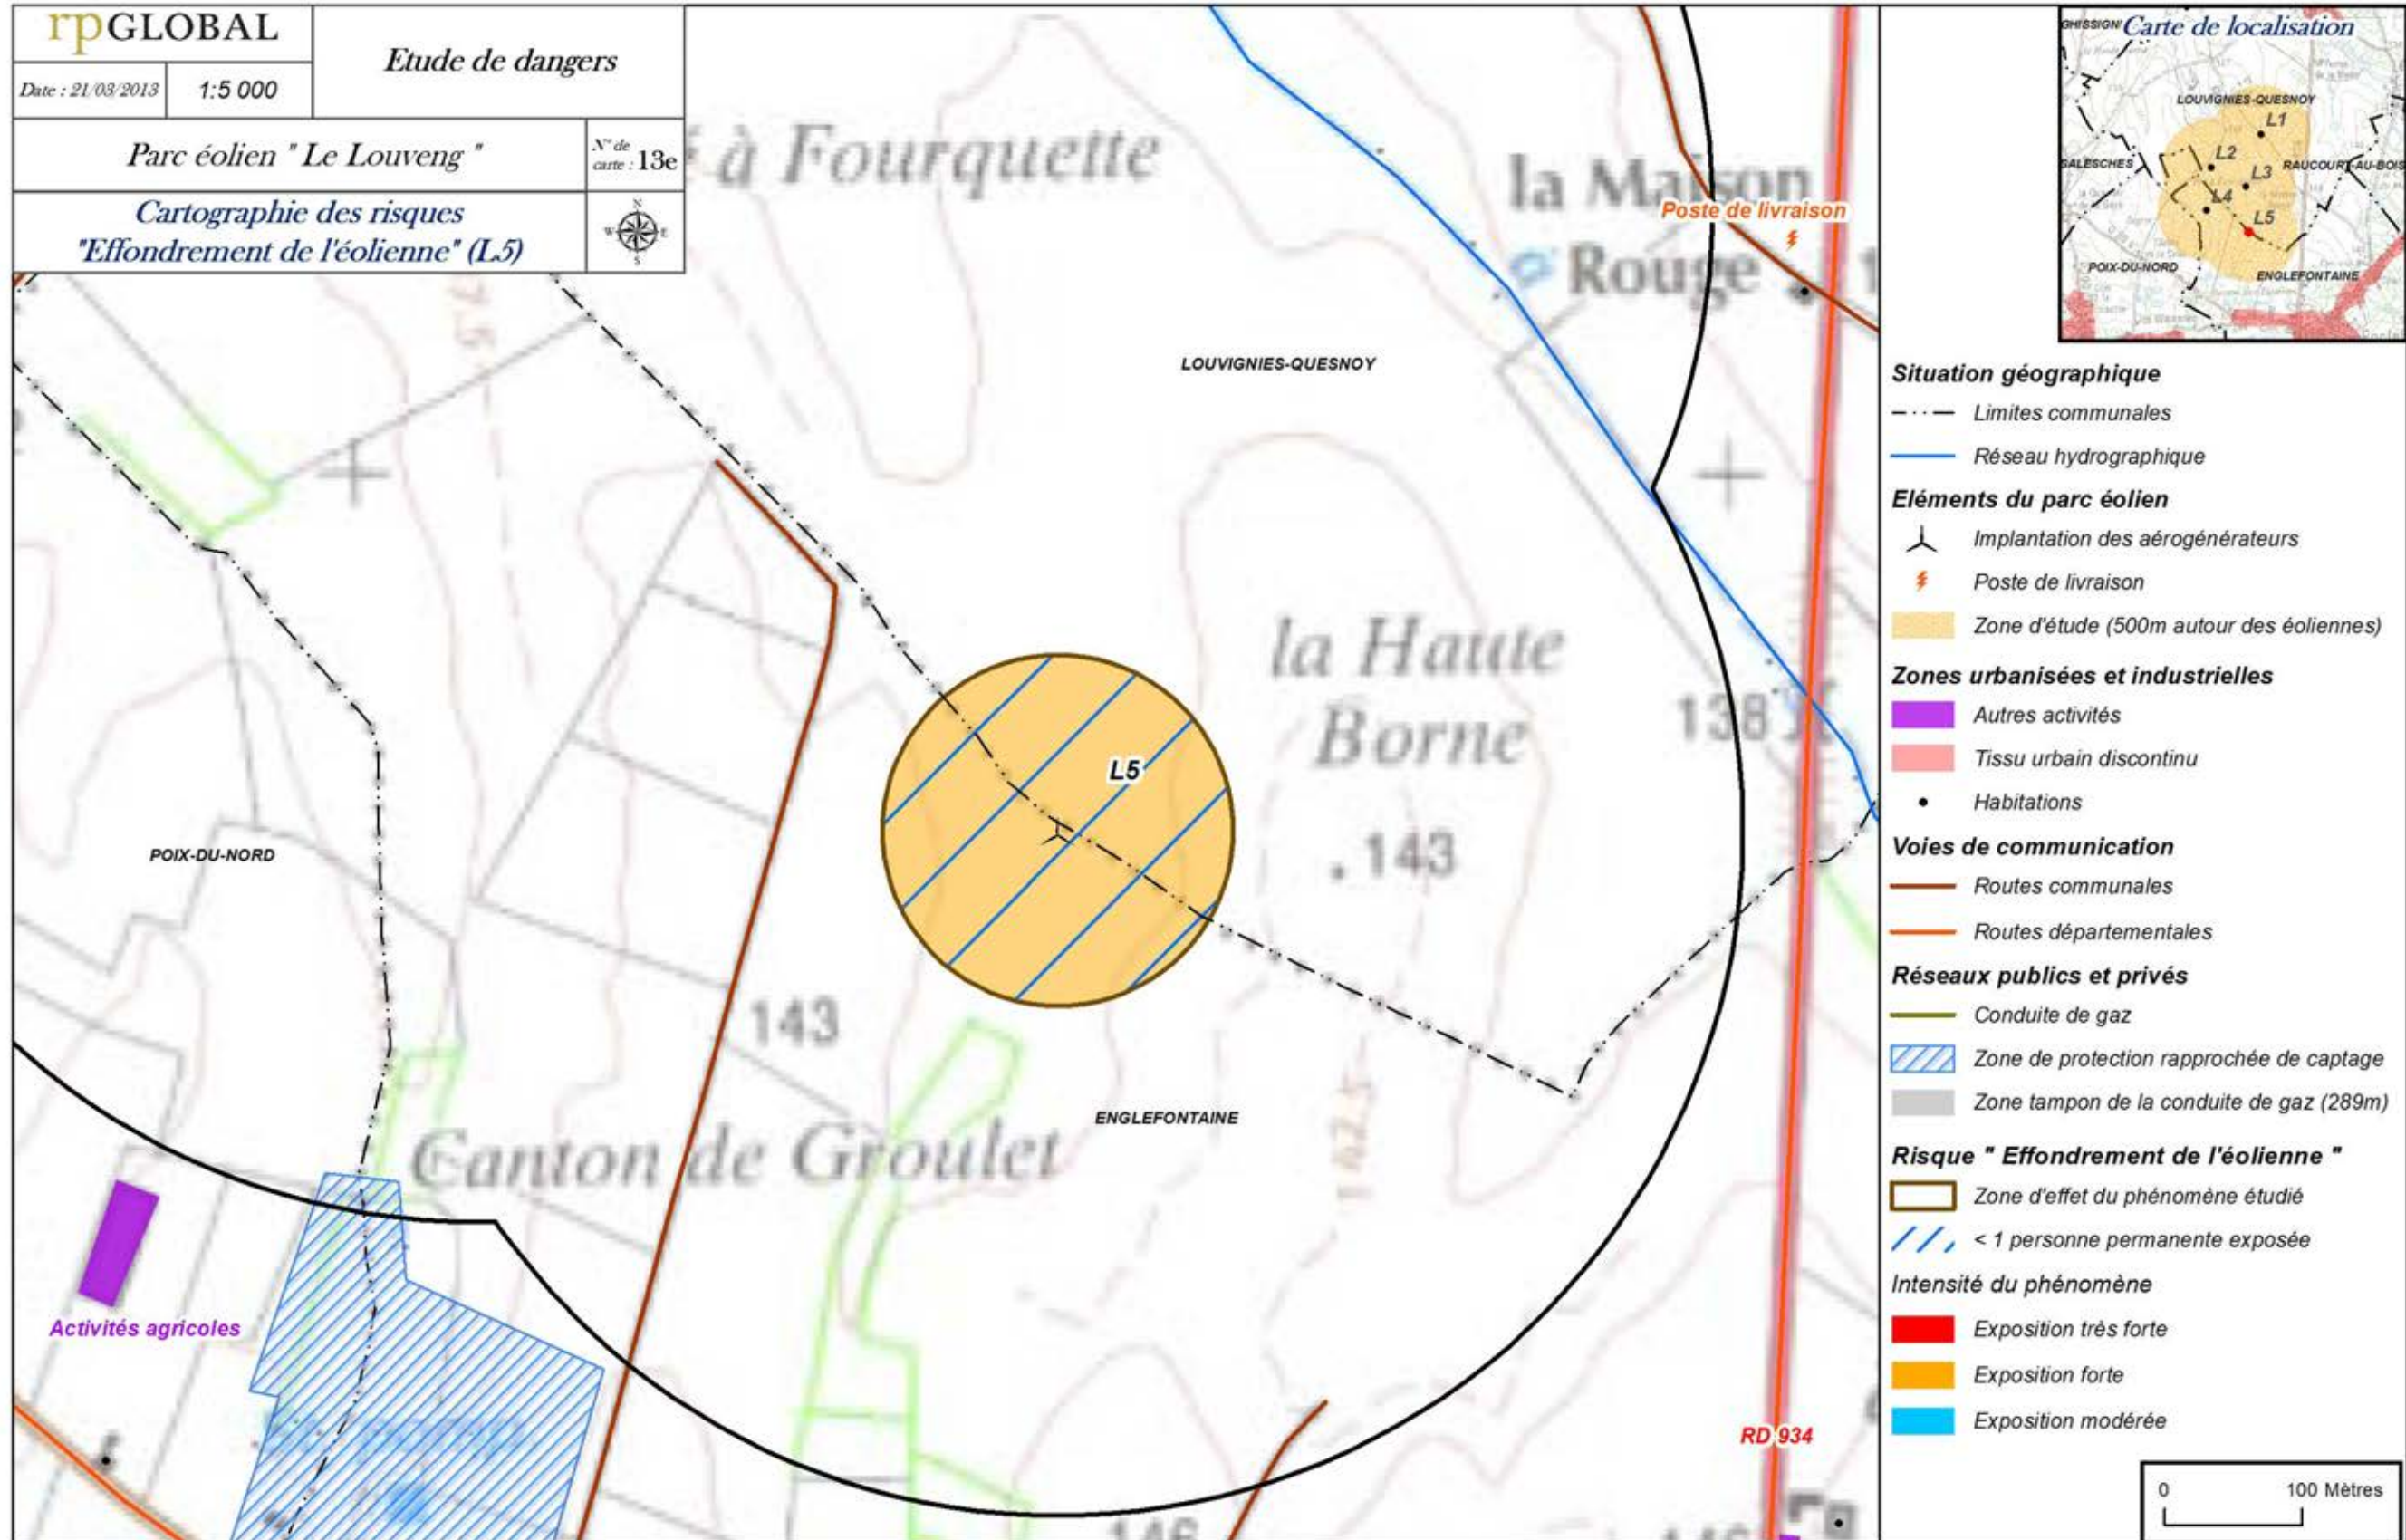 rpGLOBAL
Date : 21/03/2013
1:5 000
Etude de dangers
Parc éolien " Le Louveng "
N° de
carte : 13e
Cartographie des risques
"Effondrement de l'éolienne" (L5)
N
W
E
S
à Fourquette
la Maison
Rouge
Poste de livraison
LOUVIGNIES-QUESNOY
la Haute
Borne
138
L5
. 143
POIX-DU-NORD
143
ENGLEFONTAINE
Canton de Groulet
162.5
Activités agricoles
RD 934
146
Carte de localisation
LOUVIGNIES-QUESNOY
L1
L2
SALESCHES
RAUCOURT-AU-BOIS
L3
L4
L5
POIX-DU-NORD
ENGLEFONTAINE
Situation géographique
Limites communales
Réseau hydrographique
Eléments du parc éolien
Implantation des aérogénérateurs
Poste de livraison
Zone d'étude (500m autour des éoliennes)
Zones urbanisées et industrielles
Autres activités
Tissu urbain discontinu
Habitations
Voies de communication
Routes communales
Routes départementales
Réseaux publics et privés
Conduite de gaz
Zone de protection rapprochée de captage
Zone tampon de la conduite de gaz (289m)
Risque " Effondrement de l'éolienne "
Zone d'effet du phénomène étudié
< 1 personne permanente exposée
Intensité du phénomène
Exposition très forte
Exposition forte
Exposition modérée
0 100 Mètres